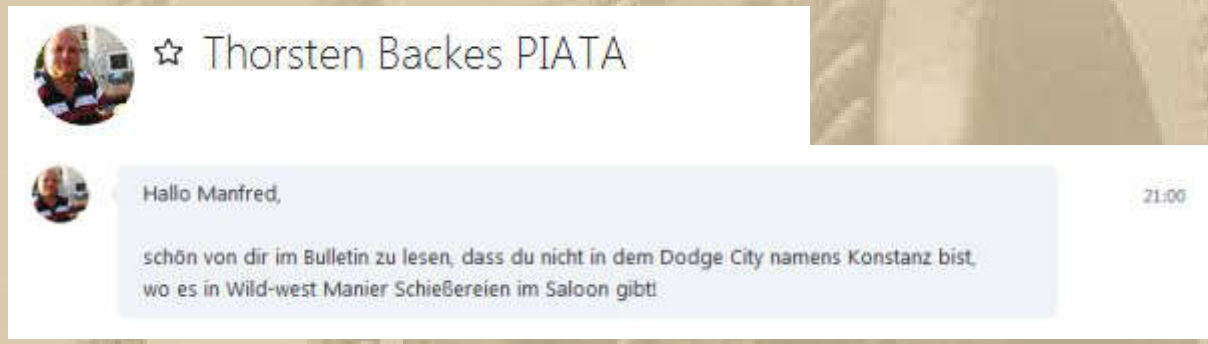 ☆ Thorsten Backes PIATA
Hallo Manfred,
21:00
schön von dir im Bulletin zu lesen, dass du nicht in dem Dodge City namens Konstanz bist,
wo es in Wild-west Manier Schießereien im Saloon gibt!